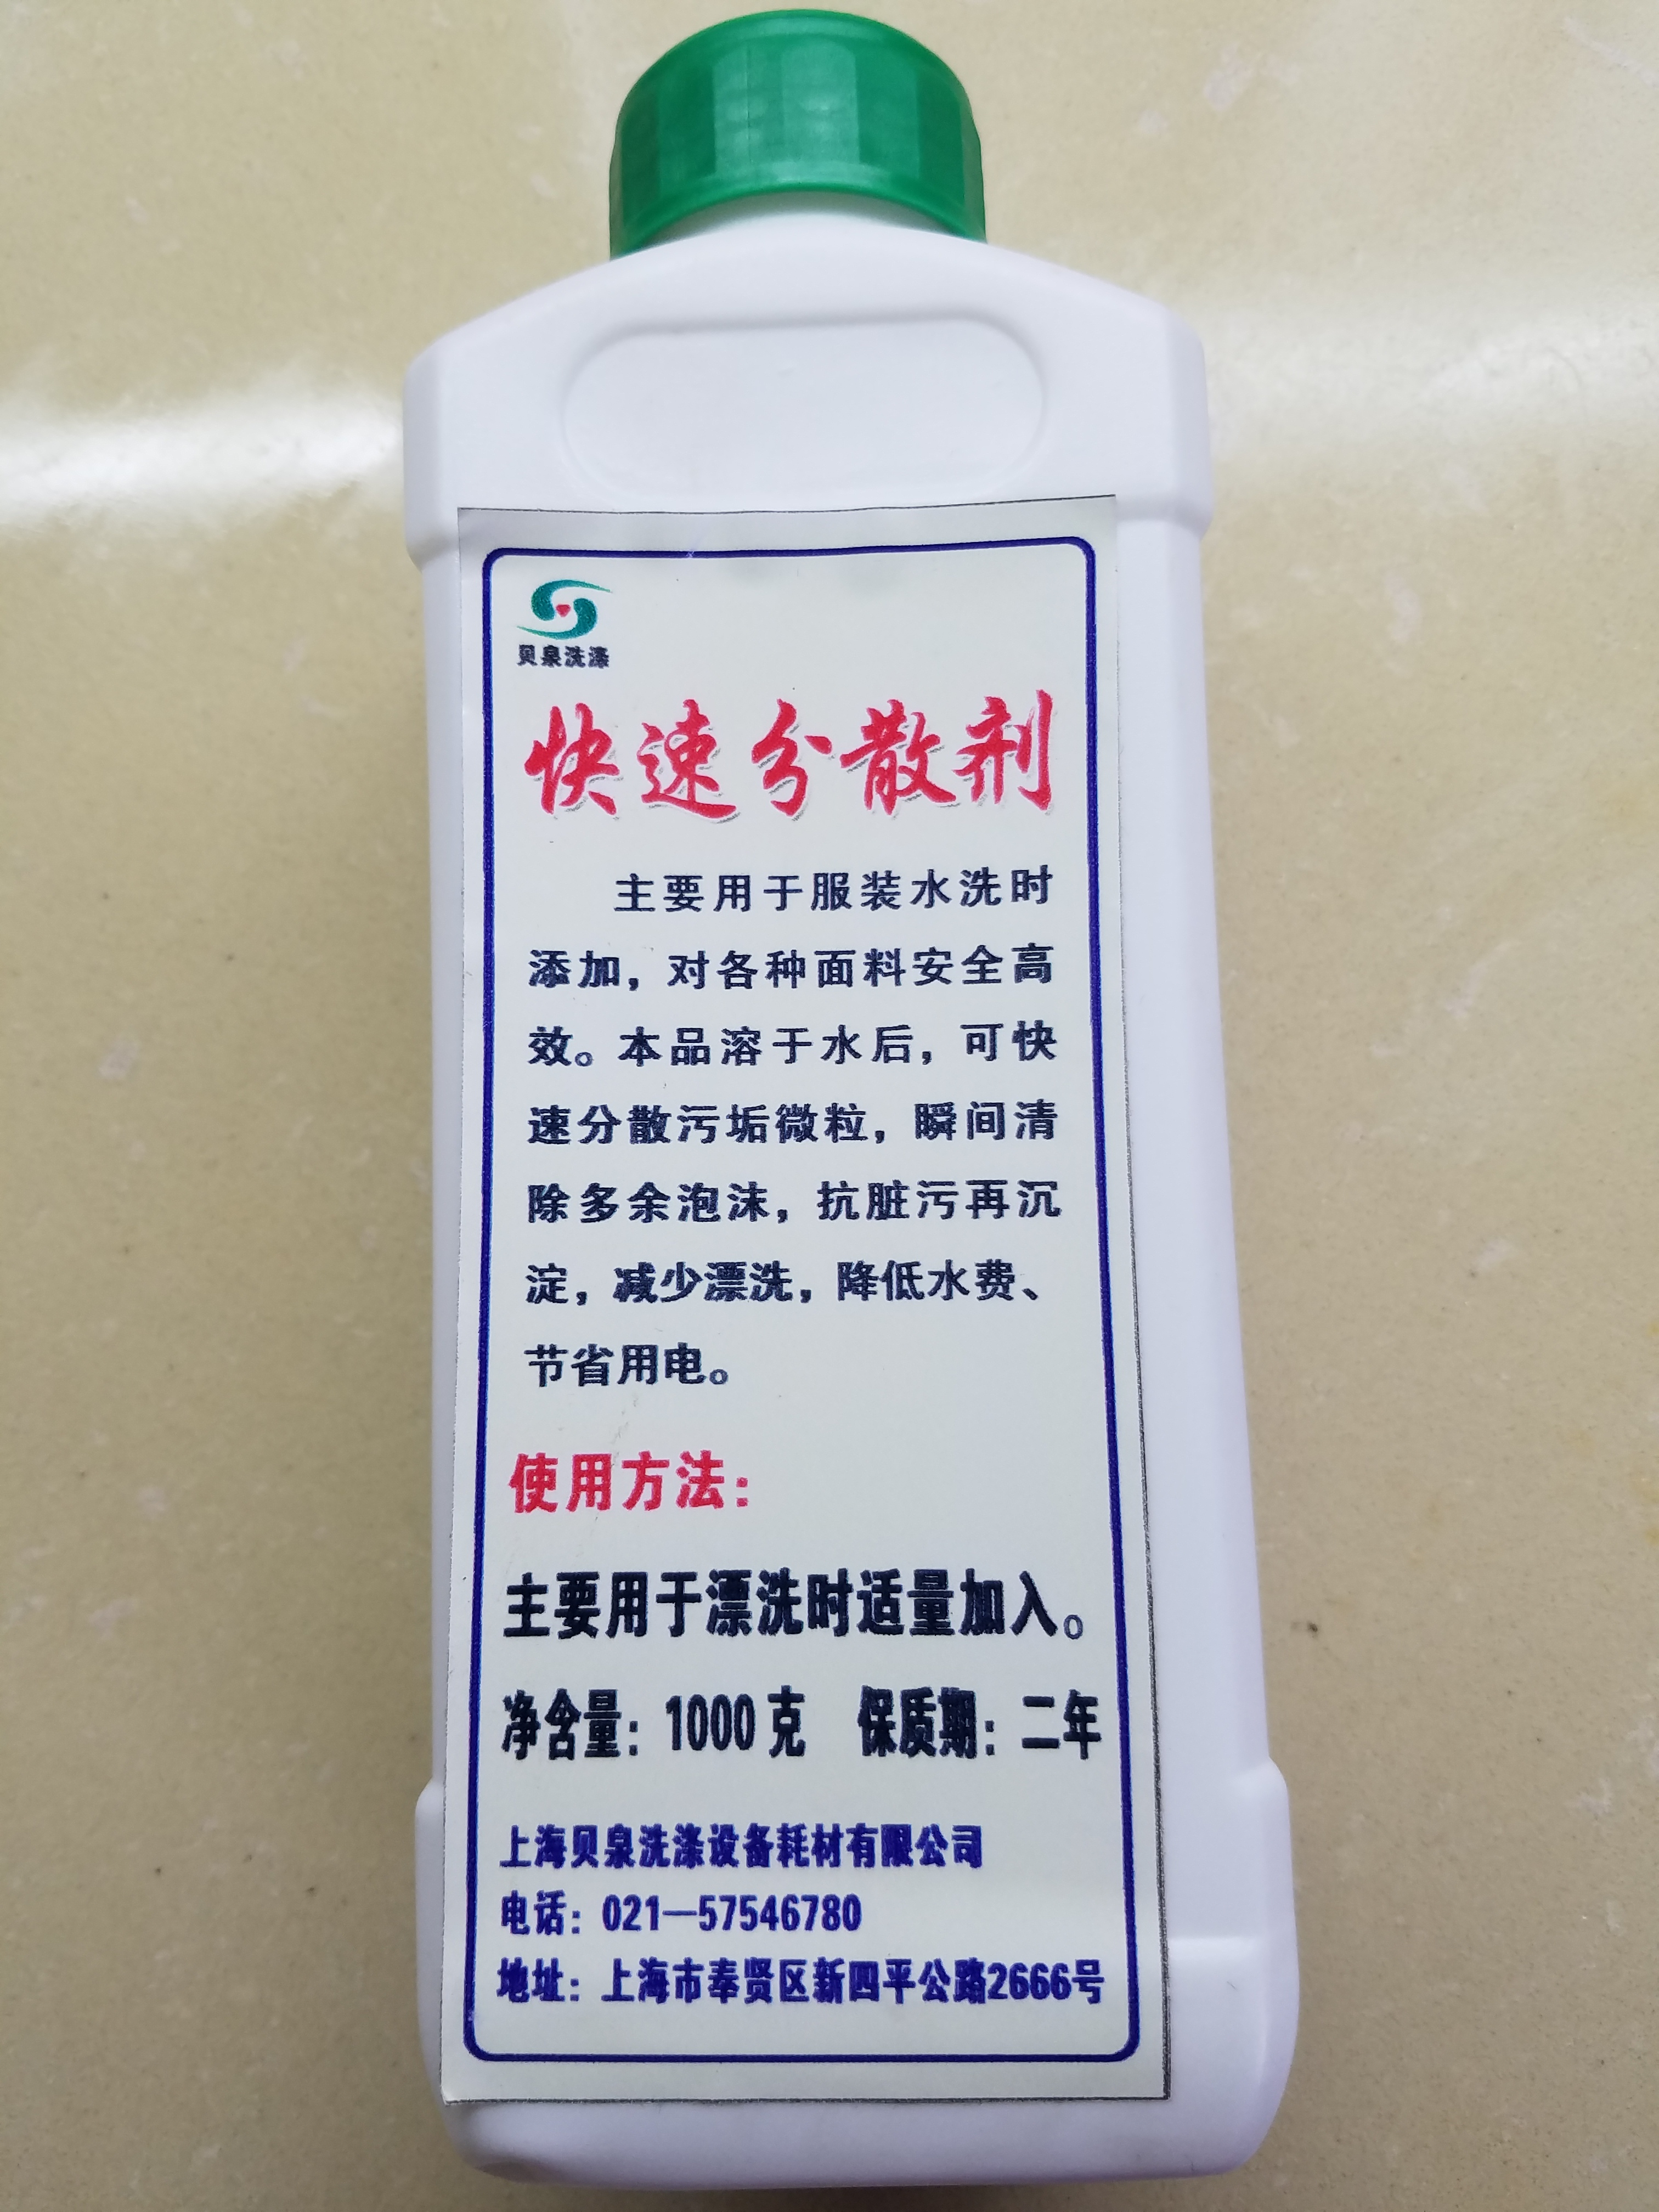 贝泉洗涤
快速分散剂
主要用于服装水洗时
添加，对各种面料安全高
效。本品溶于水后，可快
速分散污垢微粒，瞬间清
除多余泡沫，抗脏污再沉
淀，减少漂洗，降低水费、
节省用电。
使用方法：
主要用于漂洗时适量加入。
净含量：1000克 保质期：二年
上海贝泉洗涤设备耗材有限公司
电话：021—57546780
地址：上海市奉贤区新四平公路2666号